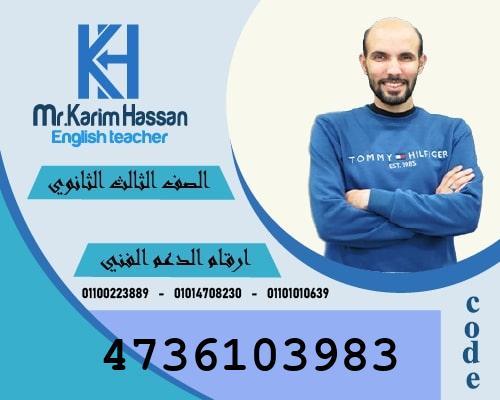 KH
Mr.Karim Hassan
English teacher
TOMMY HILFIGER
EST. 1985
الصف الثالث الثانوي
ارقام الدعم الفني
01100223889 - 01014708230 - 01101010639
code
4736103983